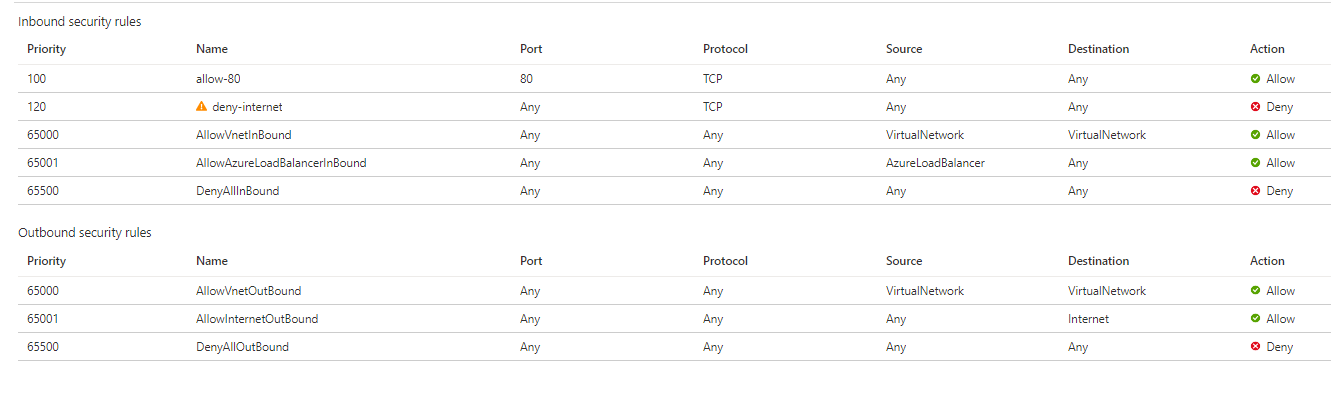 Inbound security rules
Priority Name Port Protocol Source Destination Action
100 allow-80 80 TCP Any Any Allow
120 deny-internet Any TCP Any Any Deny
65000 AllowVnetInBound Any Any VirtualNetwork VirtualNetwork Allow
65001 AllowAzureLoadBalancerInBound Any Any AzureLoadBalancer Any Allow
65500 DenyAllInBound Any Any Any Any Deny
Outbound security rules
Priority Name Port Protocol Source Destination Action
65000 AllowVnetOutBound Any Any VirtualNetwork VirtualNetwork Allow
65001 AllowInternetOutBound Any Any Any Internet Allow
65500 DenyAllOutBound Any Any Any Any Deny